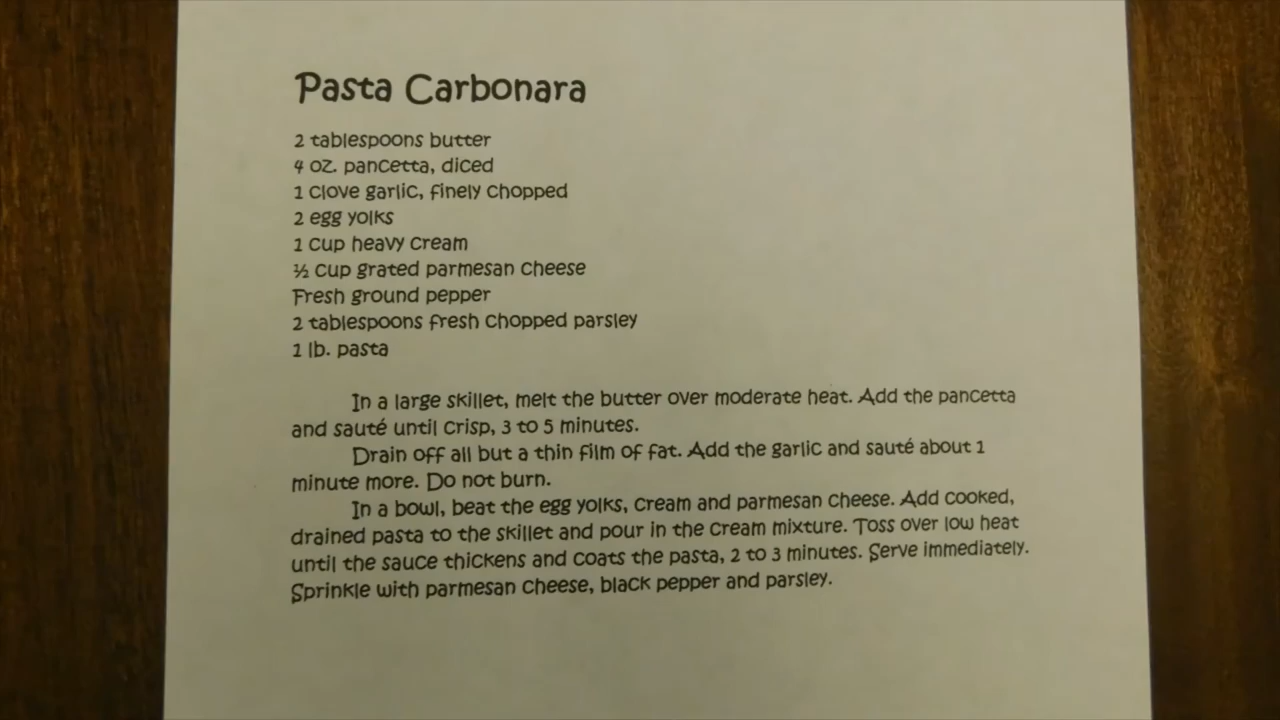 Pasta Carbonara
2 tablespoons butter
4 oz. pancetta, diced
1 clove garlic, finely chopped
2 egg yolks
1 cup heavy cream
½ cup grated parmesan cheese
Fresh ground pepper
2 tablespoons fresh chopped parsley
1 lb. pasta
In a large skillet, melt the butter over moderate heat. Add the pancetta
and sauté until crisp, 3 to 5 minutes.
Drain off all but a thin film of fat. Add the garlic and sauté about 1
minute more. Do not burn.
In a bowl, beat the egg yolks, cream and parmesan cheese. Add cooked,
drained pasta to the skillet and pour in the cream mixture. Toss over low heat
until the sauce thickens and coats the pasta, 2 to 3 minutes. Serve immediately.
Sprinkle with parmesan cheese, black pepper and parsley.